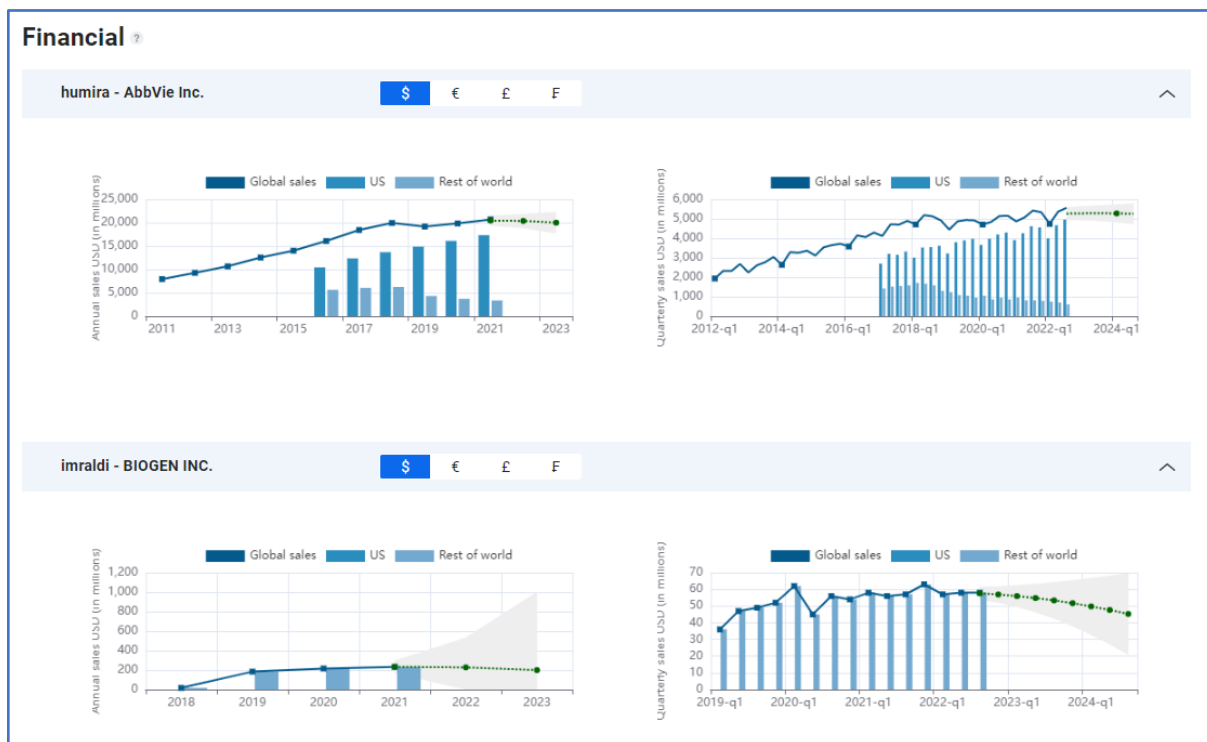 Financial ?
humira - AbbVie Inc.
$ € £ ₣
Global sales US Rest of world
Annual sales USD (in millions)
25,000
20,000
15,000
10,000
5,000
0
2011 2013 2015 2017 2019 2021 2023
Global sales US Rest of world
Quarterly sales USD (in millions)
6,000
5,000
4,000
3,000
2,000
1,000
0
2012-q1 2014-q1 2016-q1 2018-q1 2020-q1 2022-q1 2024-q1
imraldi - BIOGEN INC.
$ € £ ₣
Global sales US Rest of world
Annual sales USD (in millions)
1,200
1,000
800
600
400
200
0
2018 2019 2020 2021 2022 2023
Global sales US Rest of world
Quarterly sales USD (in millions)
70
60
50
40
30
20
10
0
2019-q1 2020-q1 2021-q1 2022-q1 2023-q1 2024-q1